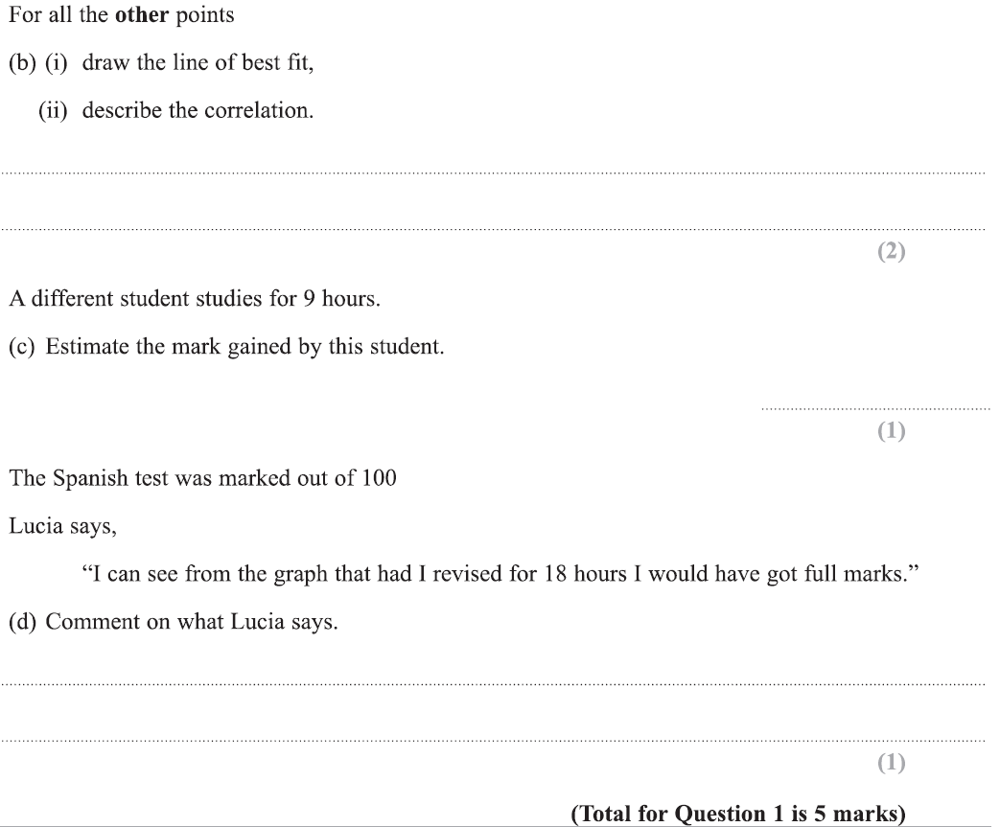 For all the other points
(b) (i) draw the line of best fit,
(ii) describe the correlation.
(2)
A different student studies for 9 hours.
(c) Estimate the mark gained by this student.
(1)
The Spanish test was marked out of 100
Lucia says,
“I can see from the graph that had I revised for 18 hours I would have got full marks.”
(d) Comment on what Lucia says.
(1)
(Total for Question 1 is 5 marks)